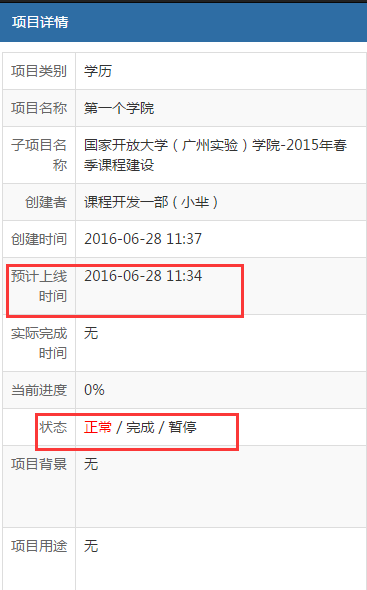 项目详情
项目类别 学历
项目名称 第一个学院
子项目名 国家开放大学（广州实验）学院-2015年春
称 季课程建设
创建者 课程开发一部（小芈）
创建时间 2016-06-28 11:37
预计上线 2016-06-28 11:34
时间
实际完成 无
时间
当前进度 0%
状态 正常 / 完成 / 暂停
项目背景 无
项目用途 无